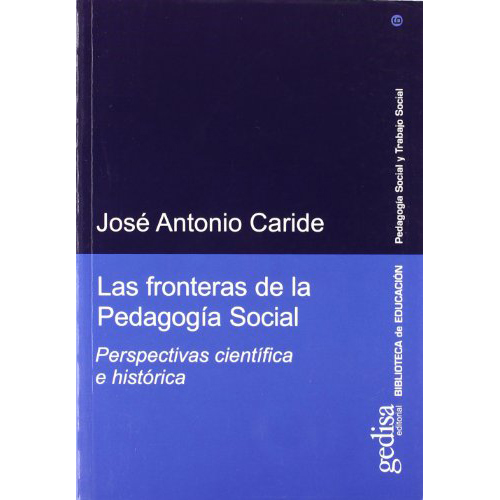 José Antonio Caride
Las fronteras de la
Pedagogía Social
Perspectivas científica
e histórica
gedisa
editorial
BIBLIOTECA de EDUCACIÓN
Pedagogía Social y Trabajo Social